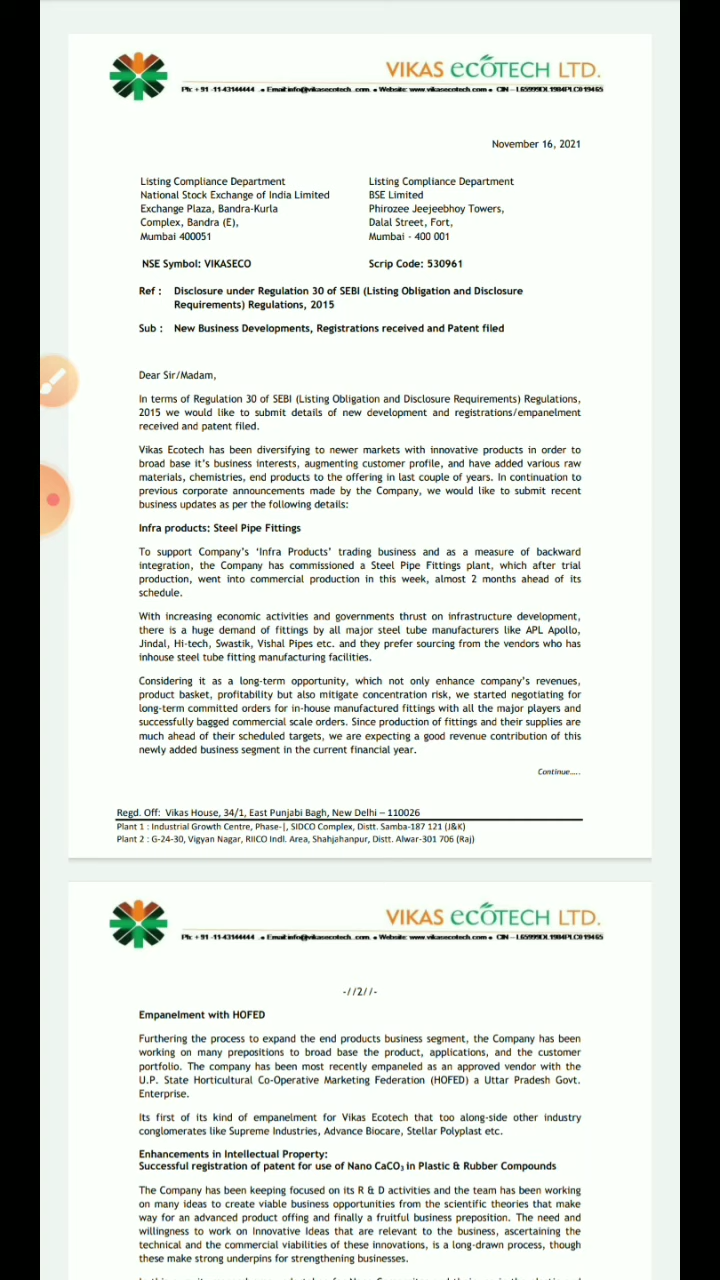 VIKAS ECOTECH LTD.
Ph: + 91 -11-43144444 . • Email:info@vikasecotech.com. • Website: www.vikasecotech.com • CIN – L65999DL1984PLC019465
November 16, 2021
Listing Compliance Department
National Stock Exchange of India Limited
Exchange Plaza, Bandra-Kurla
Complex, Bandra (E),
Mumbai 400051
Listing Compliance Department
BSE Limited
Phirozee Jeejeebhoy Towers,
Dalal Street, Fort,
Mumbai - 400 001
NSE Symbol: VIKASECO
Scrip Code: 530961
Ref : Disclosure under Regulation 30 of SEBI (Listing Obligation and Disclosure
Requirements) Regulations, 2015
Sub : New Business Developments, Registrations received and Patent filed
Dear Sir/Madam,
In terms of Regulation 30 of SEBI (Listing Obligation and Disclosure Requirements) Regulations,
2015 we would like to submit details of new development and registrations/empanelment
received and patent filed.
Vikas Ecotech has been diversifying to newer markets with innovative products in order to
broad base it's business interests, augmenting customer profile, and have added various raw
materials, chemistries, end products to the offering in last couple of years. In continuation to
previous corporate announcements made by the Company, we would like to submit recent
business updates as per the following details:
Infra products: Steel Pipe Fittings
To support Company's 'Infra Products' trading business and as a measure of backward
integration, the Company has commissioned a Steel Pipe Fittings plant, which after trial
production, went into commercial production in this week, almost 2 months ahead of its
schedule.
With increasing economic activities and governments thrust on infrastructure development,
there is a huge demand of fittings by all major steel tube manufacturers like APL Apollo,
Jindal, Hi-tech, Swastik, Vishal Pipes etc. and they prefer sourcing from the vendors who has
inhouse steel tube fitting manufacturing facilities.
Considering it as a long-term opportunity, which not only enhance company's revenues,
product basket, profitability but also mitigate concentration risk, we started negotiating for
long-term committed orders for in-house manufactured fittings with all the major players and
successfully bagged commercial scale orders. Since production of fittings and their supplies are
much ahead of their scheduled targets, we are expecting a good revenue contribution of this
newly added business segment in the current financial year.
Continue....
Regd. Off: Vikas House, 34/1, East Punjabi Bagh, New Delhi – 110026
Plant 1 : Industrial Growth Centre, Phase-|, SIDCO Complex, Distt. Samba-187 121 (J&K)
Plant 2 : G-24-30, Vigyan Nagar, RIICO Indl. Area, Shahjahanpur, Distt. Alwar-301 706 (Raj)
VIKAS ECOTECH LTD.
Ph: + 91 -11-43144444 . • Email:info@vikasecotech.com. • Website: www.vikasecotech.com • CIN – L65999DL1984PLC019465
-//2//-
Empanelment with HOFED
Furthering the process to expand the end products business segment, the Company has been
working on many prepositions to broad base the product, applications, and the customer
portfolio. The company has been most recently empaneled as an approved vendor with the
U.P. State Horticultural Co-Operative Marketing Federation (HOFED) a Uttar Pradesh Govt.
Enterprise.
Its first of its kind of empanelment for Vikas Ecotech that too along-side other industry
conglomerates like Supreme Industries, Advance Biocare, Stellar Polyplast etc.
Enhancements in Intellectual Property:
Successful registration of patent for use of Nano CaCO₃ in Plastic & Rubber Compounds
The Company has been keeping focused on its R & D activities and the team has been working
on many ideas to create viable business opportunities from the scientific theories that make
way for an advanced product offing and finally a fruitful business preposition. The need and
willingness to work on Innovative Ideas that are relevant to the business, ascertaining the
technical and the commercial viabilities of these innovations, is a long-drawn process, though
these make strong underpins for strengthening businesses.